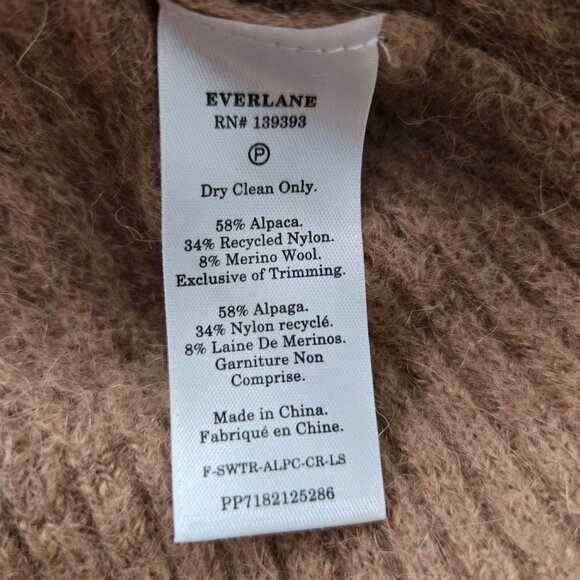 EVERLANE
RN# 139393
P
Dry Clean Only.
58% Alpaca.
34% Recycled Nylon.
8% Merino Wool.
Exclusive of Trimming.
58% Alpaga.
34% Nylon recyclé.
8% Laine De Merinos.
Garniture Non
Comprise.
Made in China.
Fabriqué en Chine.
F-SWTR-ALPC-CR-LS
PP7182125286